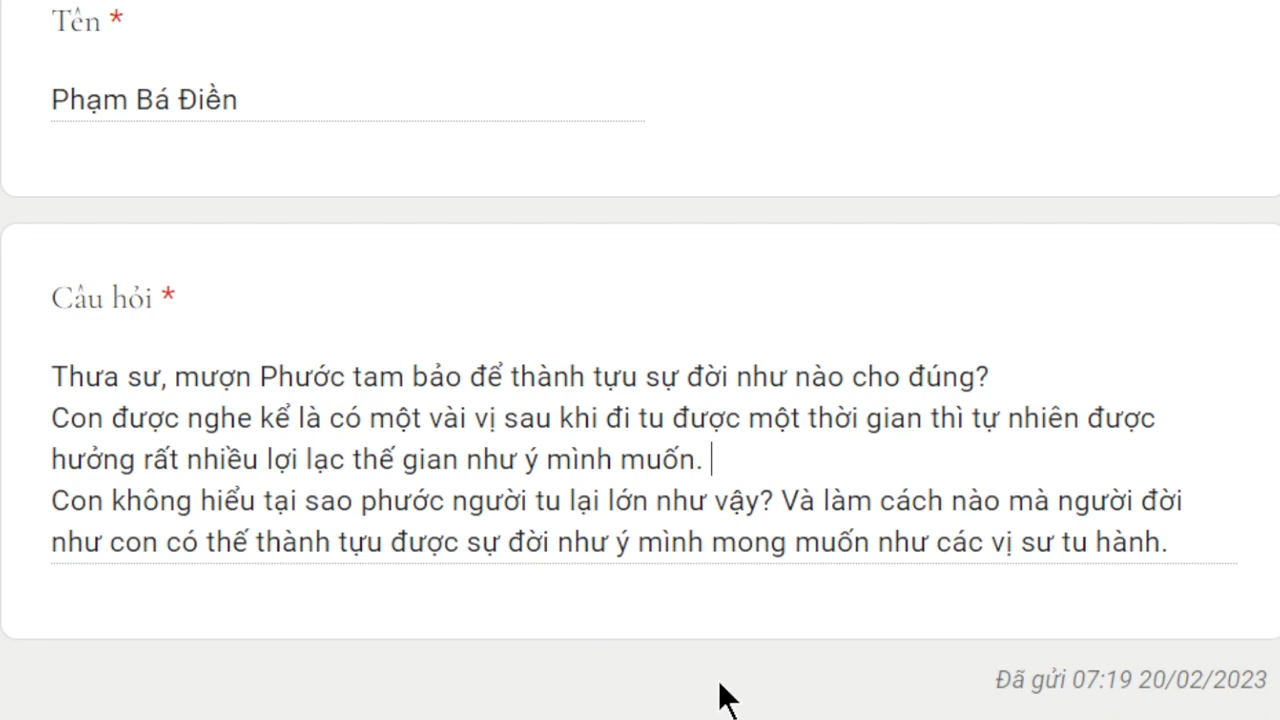 Tên *
Phạm Bá Điền
Câu hỏi *
Thưa sư, mượn Phước tam bảo để thành tựu sự đời như nào cho đúng?
Con được nghe kể là có một vài vị sau khi đi tu được một thời gian thì tự nhiên được
hưởng rất nhiều lợi lạc thế gian như ý mình muốn.
Con không hiểu tại sao phước người tu lại lớn như vậy? Và làm cách nào mà người đời
như con có thế thành tựu được sự đời như ý mình mong muốn như các vị sư tu hành.
Đã gửi 07:19 20/02/2023